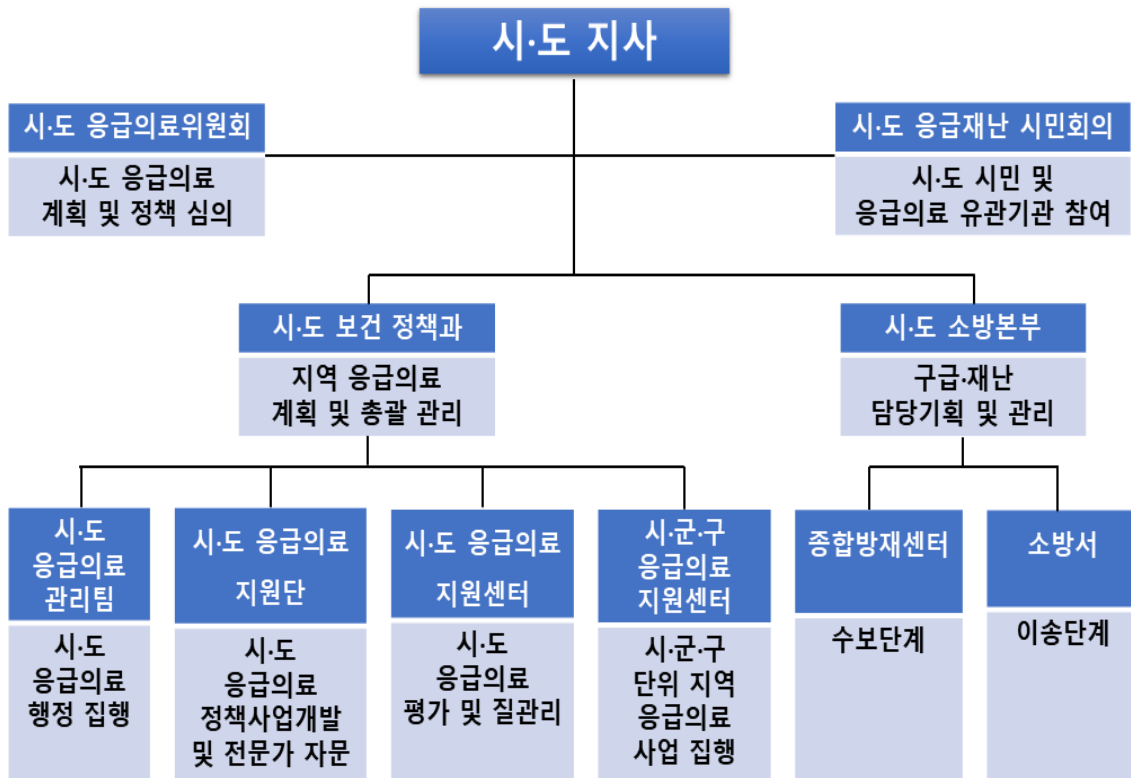 시·도 지사
시·도 응급의료위원회
시·도 응급의료
계획 및 정책 심의
시·도 응급재난 시민회의
시·도 시민 및
응급의료 유관기관 참여
시·도 보건 정책과
지역 응급의료
계획 및 총괄 관리
시·도 소방본부
구급·재난
담당기획 및 관리
시·도
응급의료
관리팀
시·도
응급의료
행정 집행
시·도 응급의료
지원단
시·도
응급의료
정책사업개발
및 전문가 자문
시·도 응급의료
지원센터
시·도
응급의료
평가 및 질관리
시·군·구
응급의료
지원센터
시·군·구
단위 지역
응급의료
사업 집행
종합방재센터
수보단계
소방서
이송단계